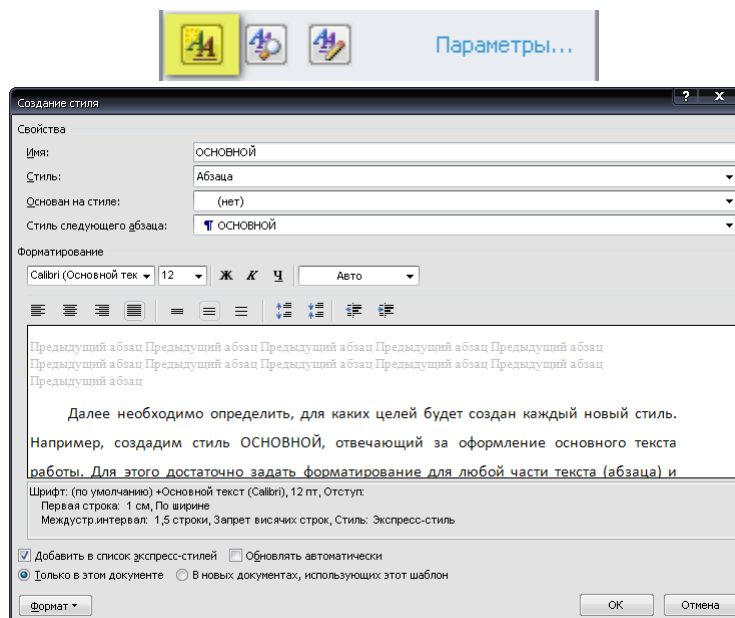 Параметры...
Создание стиля
Свойства
Имя: ОСНОВНОЙ
Стиль: Абзаца
Основан на стиле: (нет)
Стиль следующего абзаца: ¶ ОСНОВНОЙ
Форматирование
Calibri (Основной тек 12 Ж К Ч Авто
Предыдущий абзац Предыдущий абзац Предыдущий абзац Предыдущий абзац Предыдущий абзац
Предыдущий абзац Предыдущий абзац Предыдущий абзац Предыдущий абзац Предыдущий абзац
Предыдущий абзац
Далее необходимо определить, для каких целей будет создан каждый новый стиль.
Например, создадим стиль ОСНОВНОЙ, отвечающий за оформление основного текста
работы. Для этого достаточно задать форматирование для любой части текста (абзаца) и
Шрифт: (по умолчанию) +Основной текст (Calibri), 12 пт, Отступ:
Первая строка: 1 см, По ширине
Междустр.интервал: 1,5 строки, Запрет висячих строк, Стиль: Экспресс-стиль
Добавить в список экспресс-стилей Обновлять автоматически
Только в этом документе В новых документах, использующих этот шаблон
Формат ОК Отмена